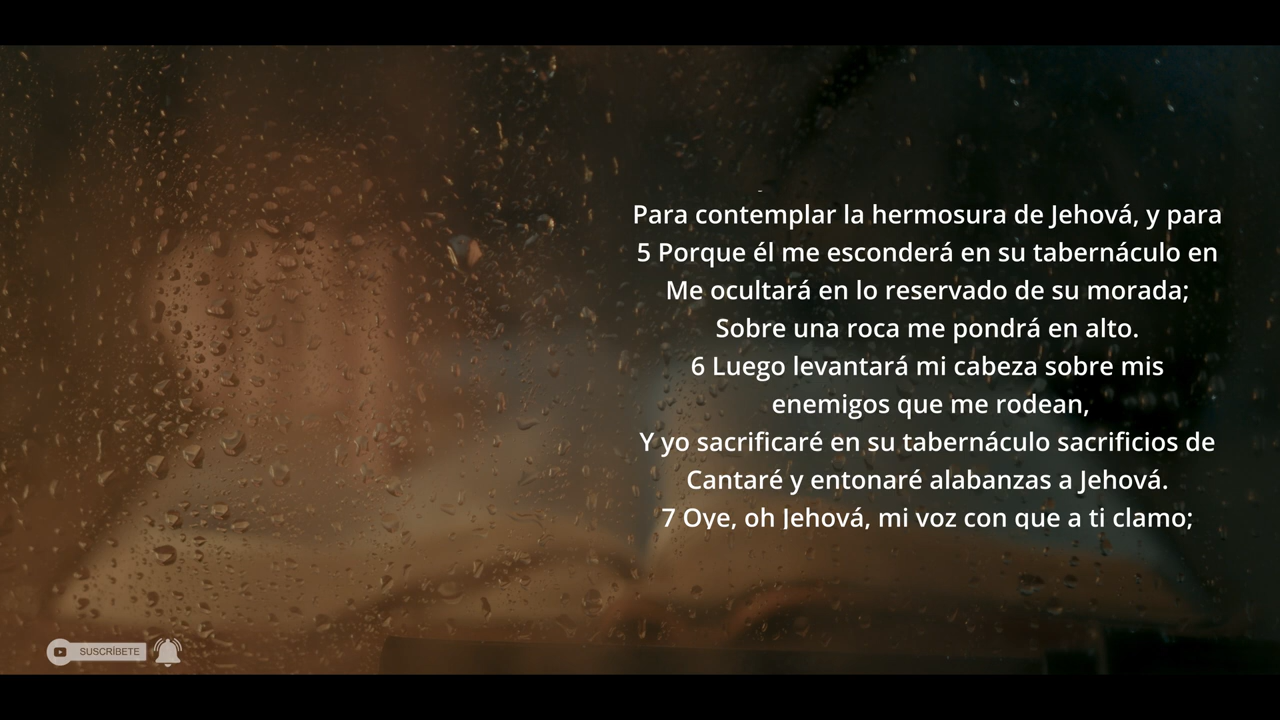 Para contemplar la hermosura de Jehová, y para
5 Porque él me esconderá en su tabernáculo en
Me ocultará en lo reservado de su morada;
Sobre una roca me pondrá en alto.
6 Luego levantará mi cabeza sobre mis
enemigos que me rodean,
Y yo sacrificaré en su tabernáculo sacrificios de
Cantaré y entonaré alabanzas a Jehová.
7 Oye, oh Jehová, mi voz con que a ti clamo;
SUSCRÍBETE